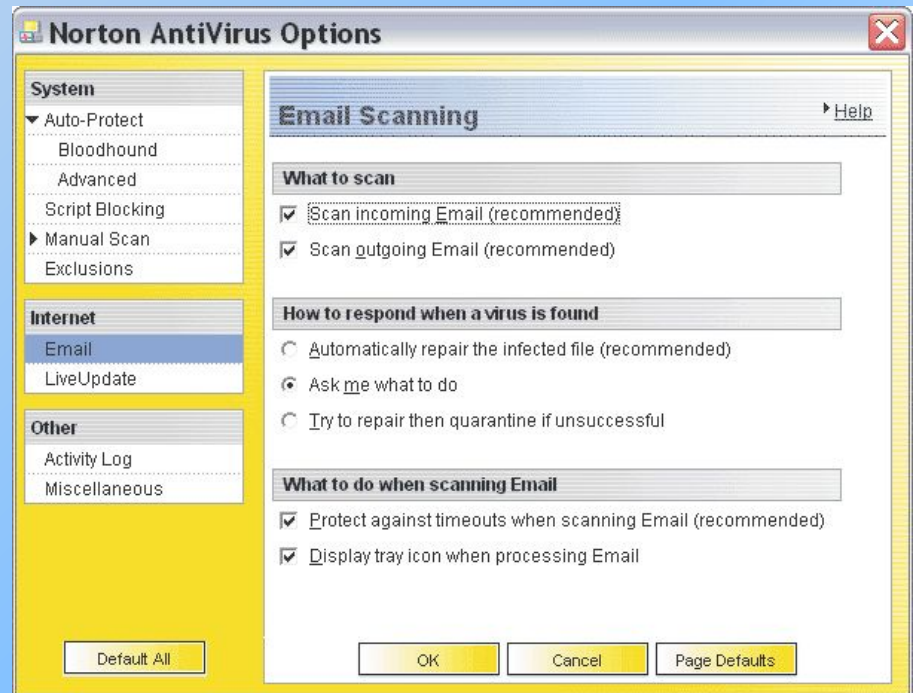 Norton AntiVirus Options
System
Auto-Protect
Bloodhound
Advanced
Script Blocking
Manual Scan
Exclusions
Internet
Email
LiveUpdate
Other
Activity Log
Miscellaneous
Default All
Email Scanning
Help
What to scan
Scan incoming Email (recommended)
Scan outgoing Email (recommended)
How to respond when a virus is found
Automatically repair the infected file (recommended)
Ask me what to do
Try to repair then quarantine if unsuccessful
What to do when scanning Email
Protect against timeouts when scanning Email (recommended)
Display tray icon when processing Email
OK
Cancel
Page Defaults